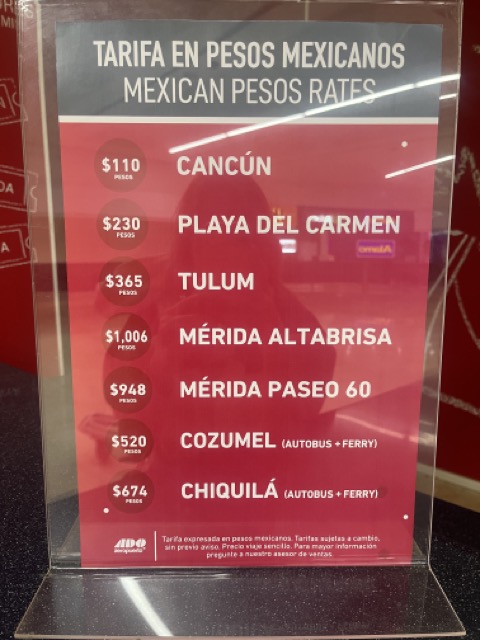 TARIFA EN PESOS MEXICANOS
MEXICAN PESOS RATES
$110 PESOS CANCÚN
$230 PESOS PLAYA DEL CARMEN
$365 PESOS TULUM
$1,006 PESOS MÉRIDA ALTABRISA
$948 PESOS MÉRIDA PASEO 60
$520 PESOS COZUMEL (AUTOBUS + FERRY)
$674 PESOS CHIQUILÁ (AUTOBUS + FERRY)
ADO
aeropuerto
Tarifa expresada en pesos mexicanos. Tarifas sujetas a cambio,
sin previo aviso. Precio viaje sencillo. Para mayor información
pregunte a nuestro asesor de ventas.